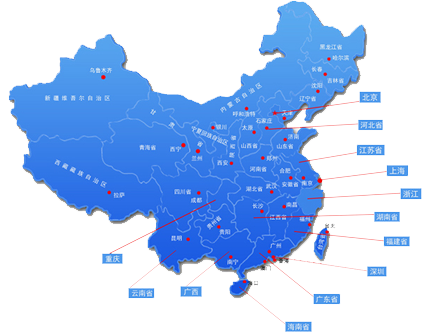 黑龙江省
哈尔滨
长春
吉林省
乌鲁木齐
沈阳
辽宁省
新疆维吾尔自治区
内蒙古自治区
北京
呼和浩特
天津
石家庄
河北省
银川
太原
宁夏回族自治区
济南
山西省
山东省
甘肃省
青海省
西宁
兰州
江苏省
郑州
西安
陕西省
河南省
西藏自治区
合肥
上海
南京
安徽省
四川省
湖北省
武汉
拉萨
浙江
成都
南昌
长沙
湖南省
江西省
贵州省
福州
贵阳
福建省
昆明
台北
台湾省
广州
重庆
南宁
香港
澳门
深圳
海口
云南省
广西
广东省
海南省